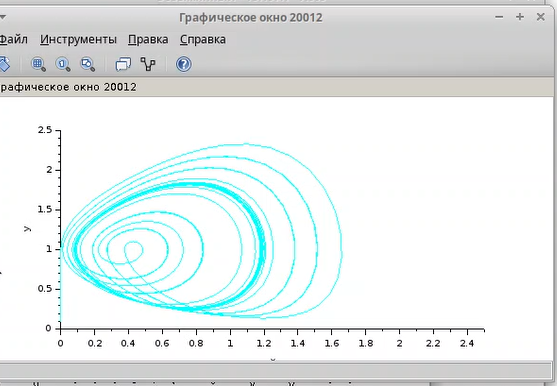 Графическое окно 20012
Файл Инструменты Правка Справка
рафическое окно 20012
2.5
2
1.5
1
0.5
0
y
0 0.2 0.4 0.6 0.8 1 1.2 1.4 1.6 1.8 2 2.2 2.4